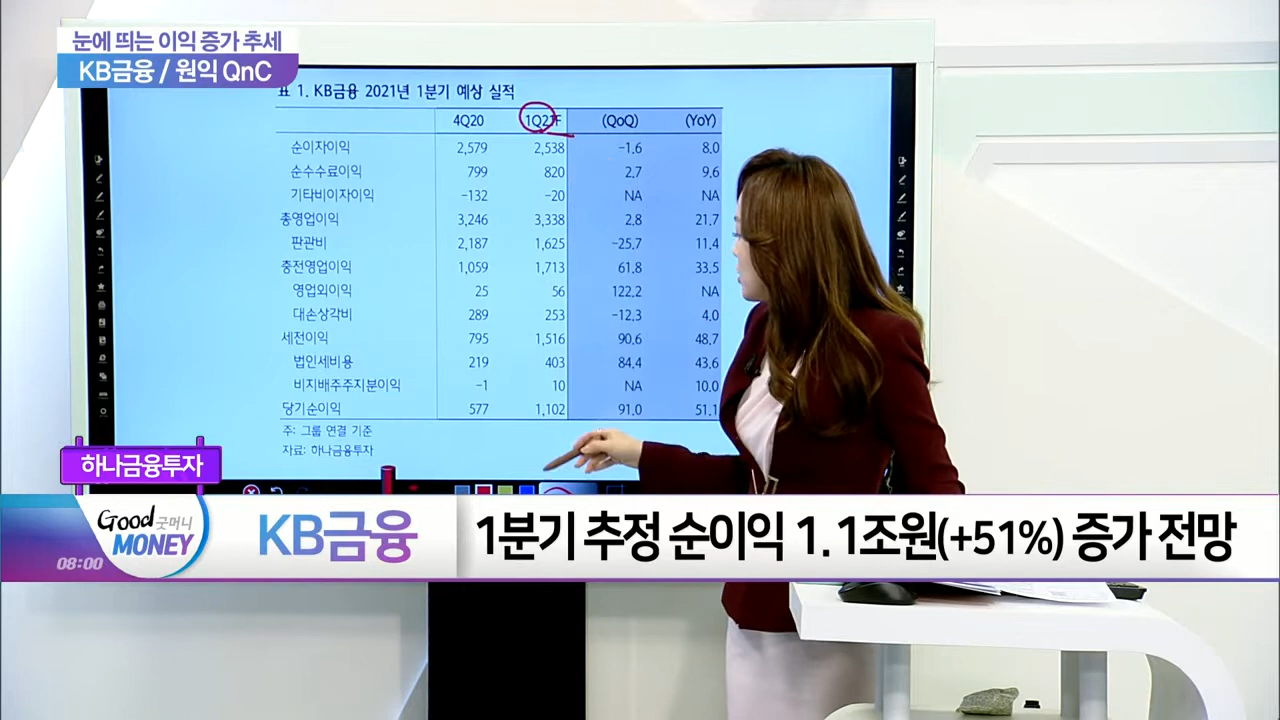 눈에 띄는 이익 증가 추세
KB금융 / 원익 QnC
표 1. KB금융 2021년 1분기 예상 실적
4Q20 1Q21F (QoQ) (YoY)
순이자이익 2,579 2,538 -1.6 8.0
순수수료이익 799 820 2.7 9.6
기타비이자이익 -132 -20 NA NA
총영업이익 3,246 3,338 2.8 21.7
판관비 2,187 1,625 -25.7 11.4
충전영업이익 1,059 1,713 61.8 33.5
영업외이익 25 56 122.2 NA
대손상각비 289 253 -12.3 4.0
세전이익 795 1,516 90.6 48.7
법인세비용 219 403 84.4 43.6
비지배주주지분이익 -1 10 NA 10.0
당기순이익 577 1,102 91.0 51.1
주: 그룹 연결 기준
자료: 하나금융투자
하나금융투자
Good 굿머니
MONEY
08:00
KB금융
1분기 추정 순이익 1.1조원(+51%) 증가 전망